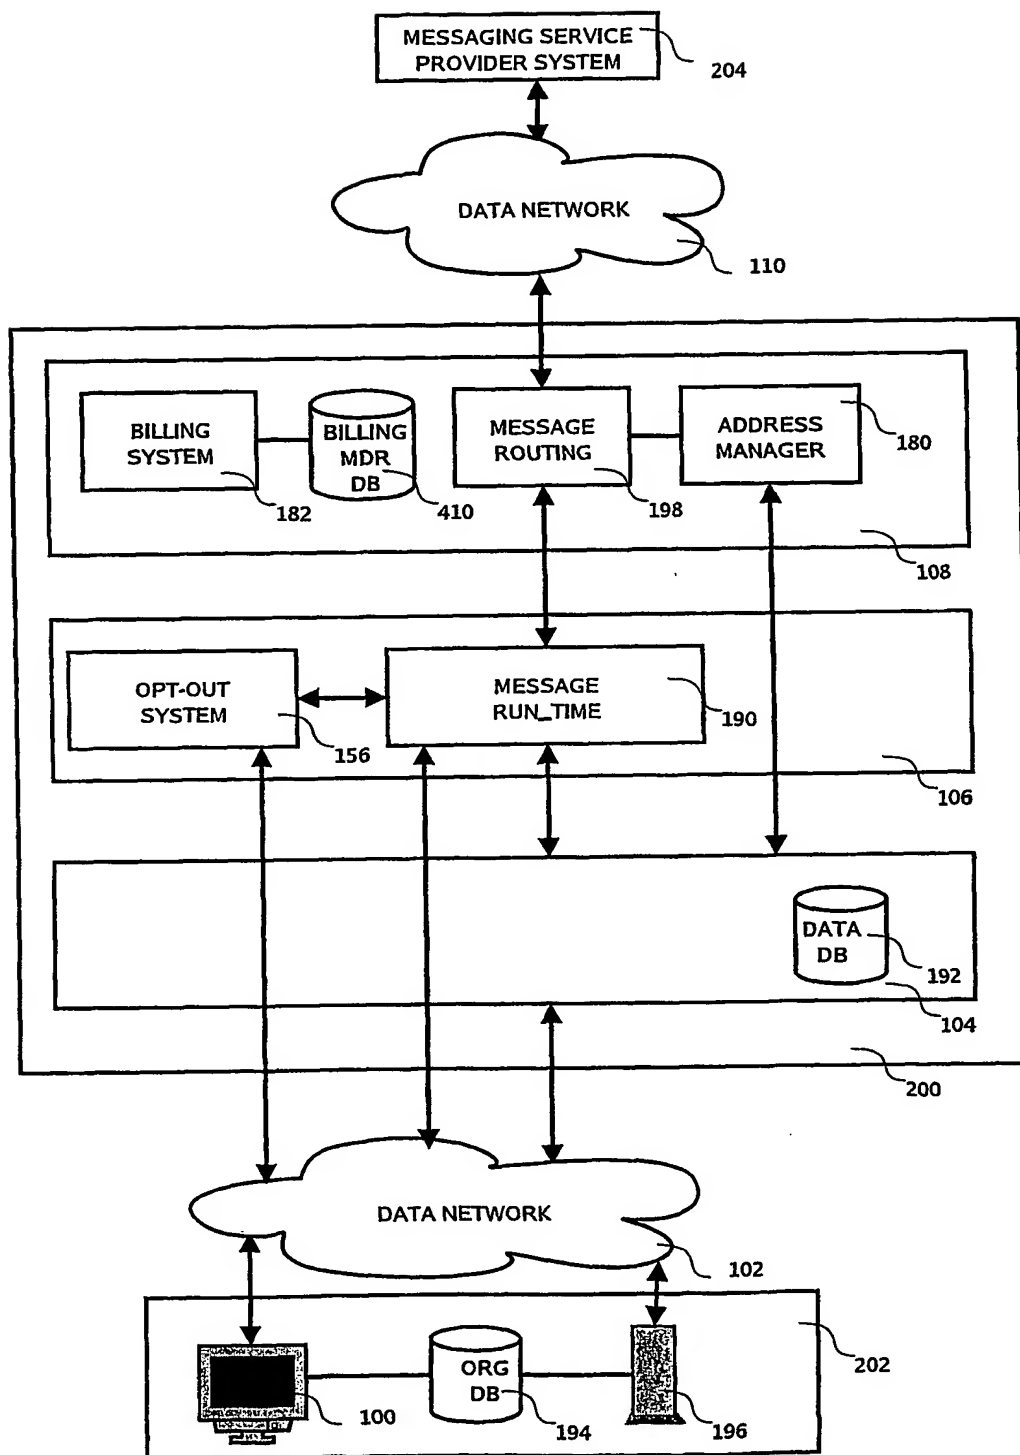 MESSAGING SERVICE
PROVIDER SYSTEM
204
DATA NETWORK
110
BILLING
SYSTEM
182
BILLING
MDR
DB
410
MESSAGE
ROUTING
198
ADDRESS
MANAGER
180
108
OPT-OUT
SYSTEM
156
MESSAGE
RUN_TIME
190
106
DATA
DB
192
104
200
DATA NETWORK
102
202
100
ORG
DB
194
196